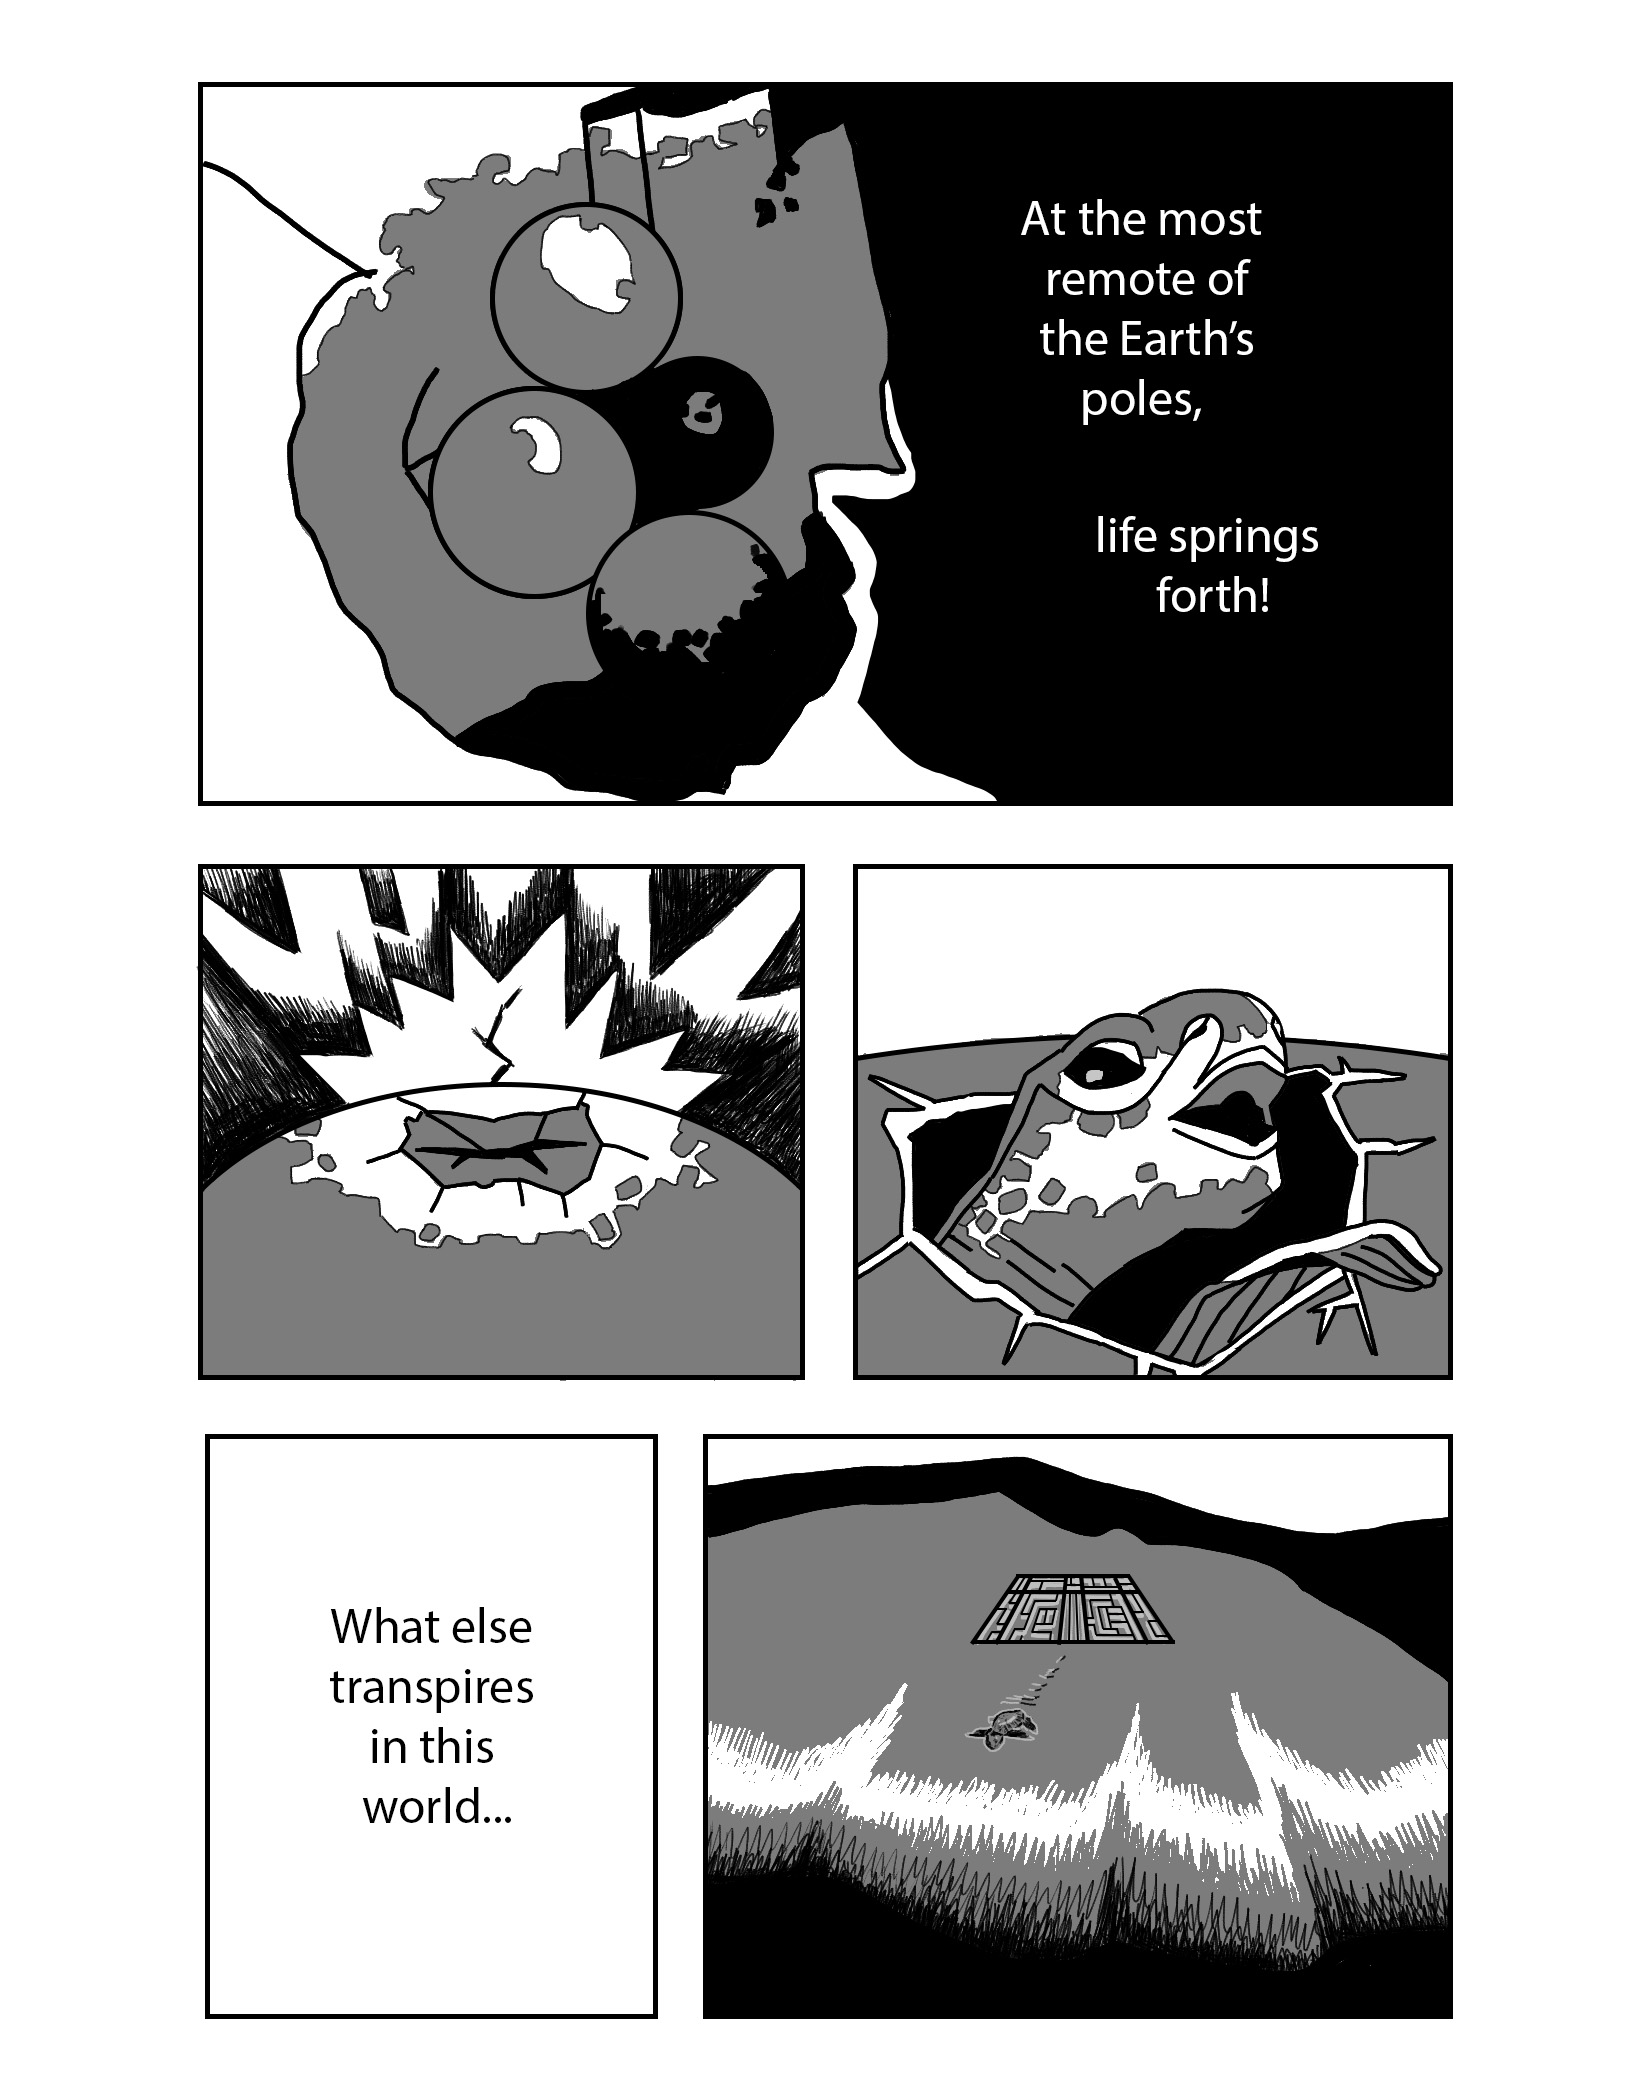 At the most
remote of
the Earth’s
poles,
life springs
forth!
What else
transpires
in this
world...